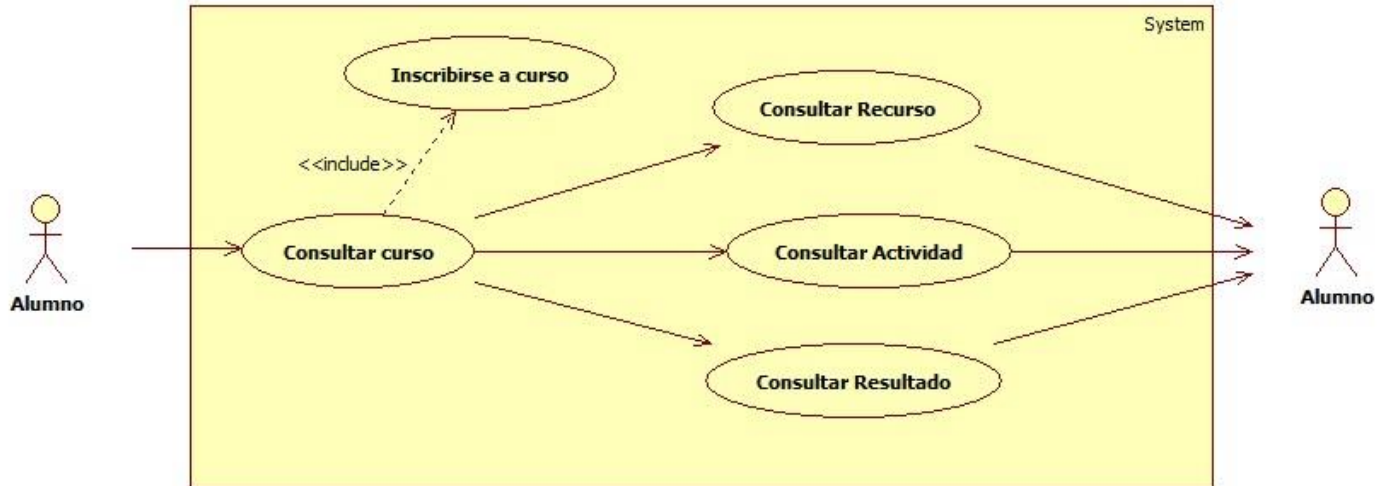 System
Inscribirse a curso
Consultar Recurso
<<include>>
Consultar curso
Consultar Actividad
Alumno
Alumno
Consultar Resultado